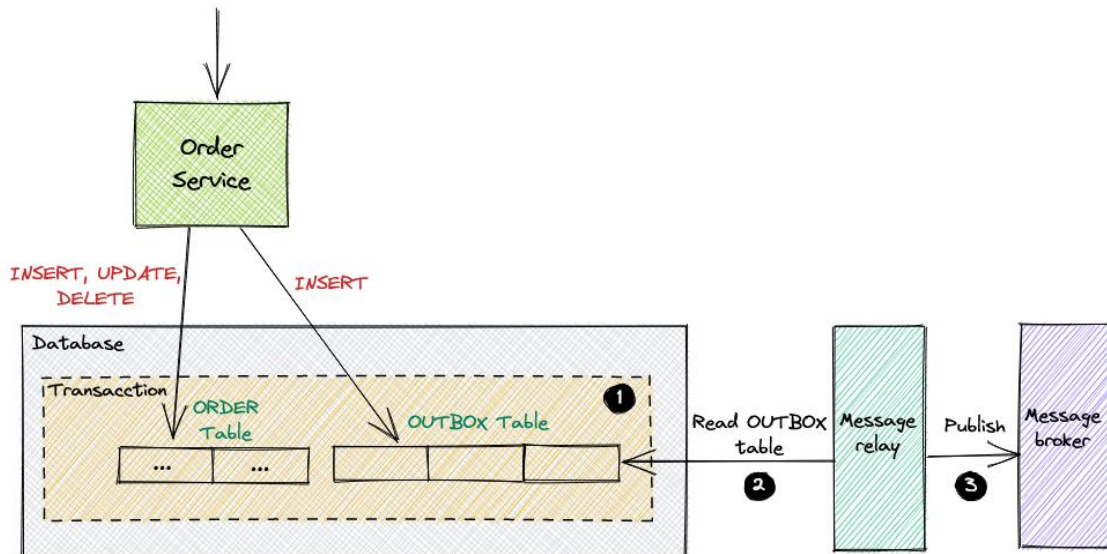 Order
Service
INSERT, UPDATE,
DELETE
INSERT
Database
Transacction
ORDER
Table
OUTBOX Table
1
...
...
Read OUTBOX
table
2
Message
relay
Publish
3
Message
broker